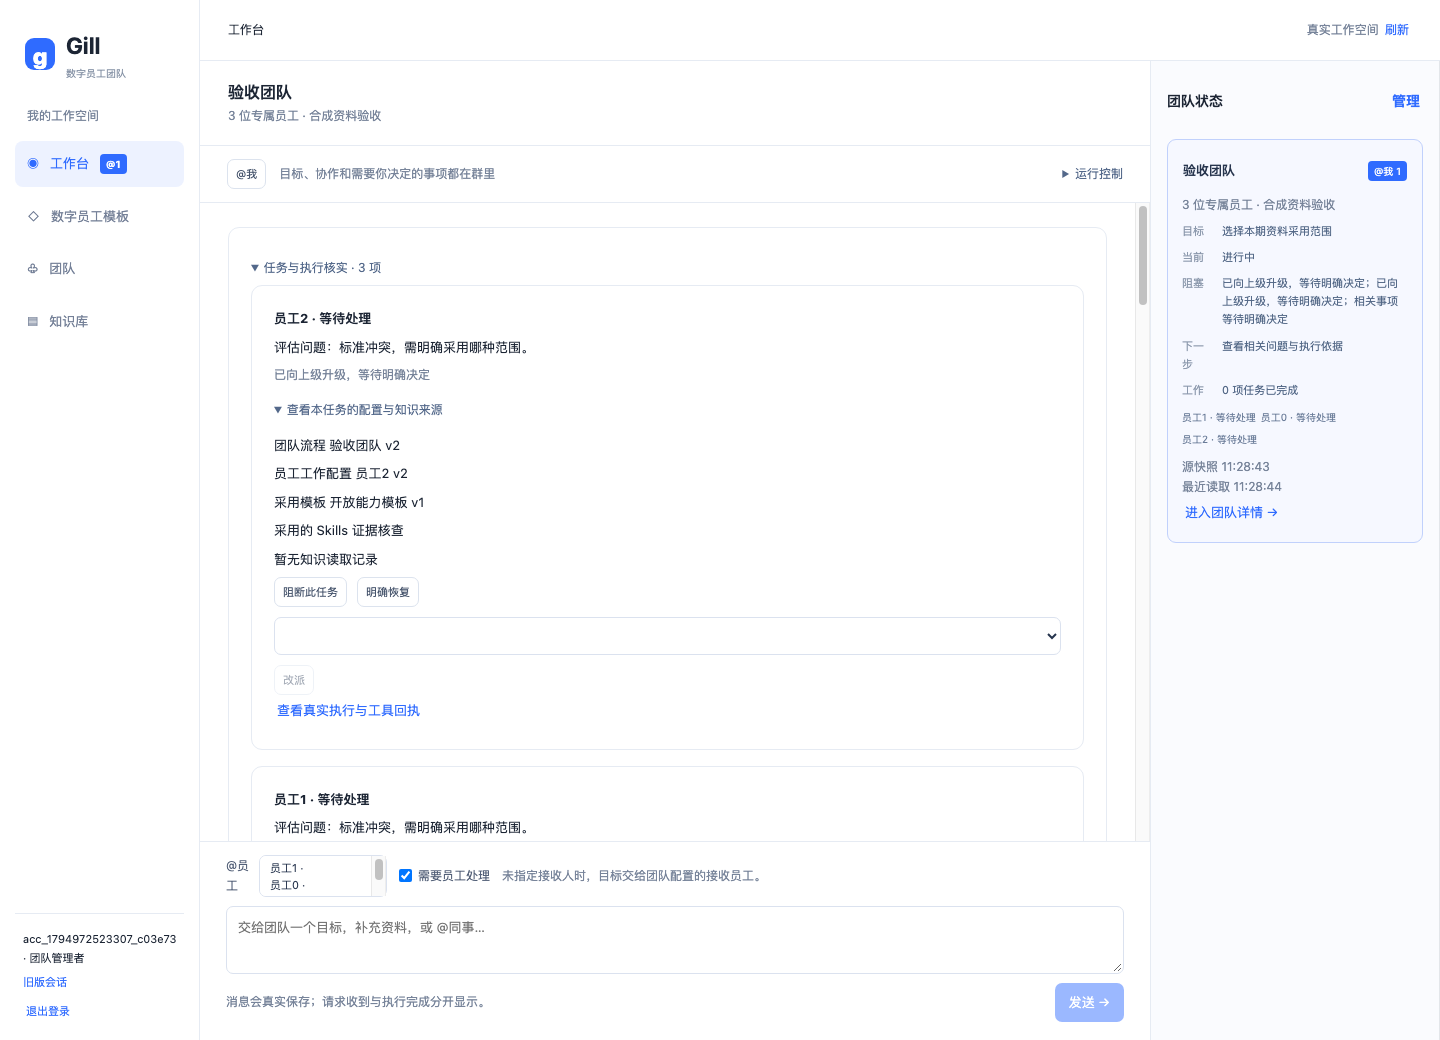 g
Gill
数字员工团队
我的工作空间
工作台 @1
数字员工模板
团队
知识库
acc_1794972523307_c03e73
· 团队管理者
旧版会话
退出登录
工作台
真实工作空间 刷新
验收团队
3 位专属员工 · 合成资料验收
@我 目标、协作和需要你决定的事项都在群里
运行控制
任务与执行核实 · 3 项
员工2 · 等待处理
评估问题：标准冲突，需明确采用哪种范围。
已向上级升级，等待明确决定
查看本任务的配置与知识来源
团队流程 验收团队 v2
员工工作配置 员工2 v2
采用模板 开放能力模板 v1
采用的 Skills 证据核查
暂无知识读取记录
阻断此任务 明确恢复
改派
查看真实执行与工具回执
员工1 · 等待处理
评估问题：标准冲突，需明确采用哪种范围。
@员
工
员工1 ·
员工0 ·
需要员工处理 未指定接收人时，目标交给团队配置的接收员工。
交给团队一个目标，补充资料，或 @同事...
消息会真实保存；请求收到与执行完成分开显示。
发送 →
团队状态 管理
验收团队 @我 1
3 位专属员工 · 合成资料验收
目标 选择本期资料采用范围
当前 进行中
阻塞 已向上级升级，等待明确决定；已向
上级升级，等待明确决定；相关事项
等待明确决定
下一 查看相关问题与执行依据
步
工作 0 项任务已完成
员工1 · 等待处理 员工0 · 等待处理
员工2 · 等待处理
源快照 11:28:43
最近读取 11:28:44
进入团队详情 →